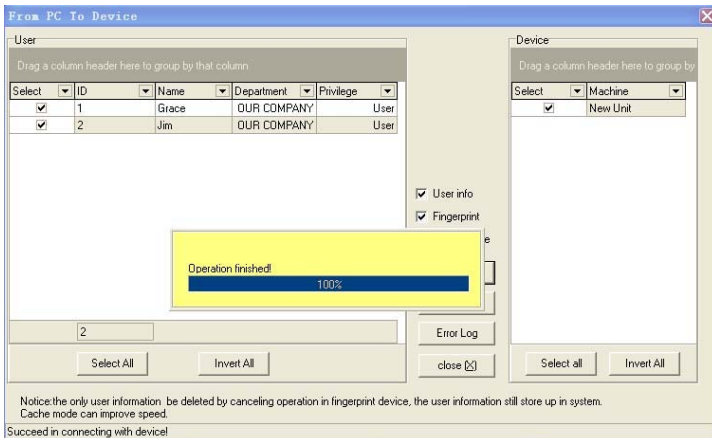 From PC To Device
User
Drag a column header here to group by that column
Select ID Name Department Privilege
1 Grace OUR COMPANY User
2 Jim OUR COMPANY User
2
Select All Invert All
User info
Fingerprint
e
Operation finished!
100%
Error Log
close (X)
Device
Drag a column header here to group by
Select Machine
New Unit
Select all Invert All
Notice:the only user information be deleted by canceling operation in fingerprint device, the user information still store up in system.
Cache mode can improve speed.
Succeed in connecting with device!